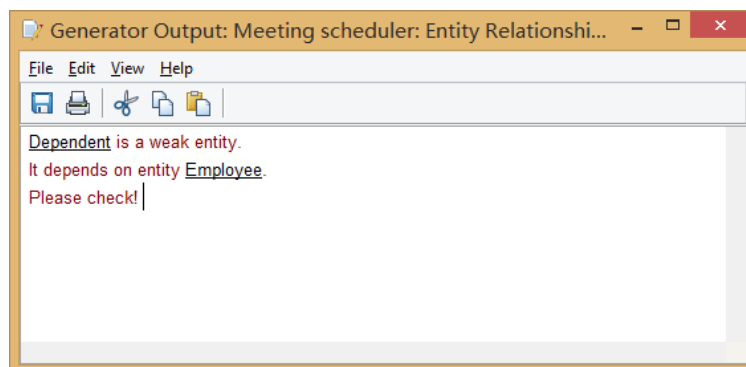 Generator Output: Meeting scheduler: Entity Relationshi...
File Edit View Help
Dependent is a weak entity.
It depends on entity Employee.
Please check!